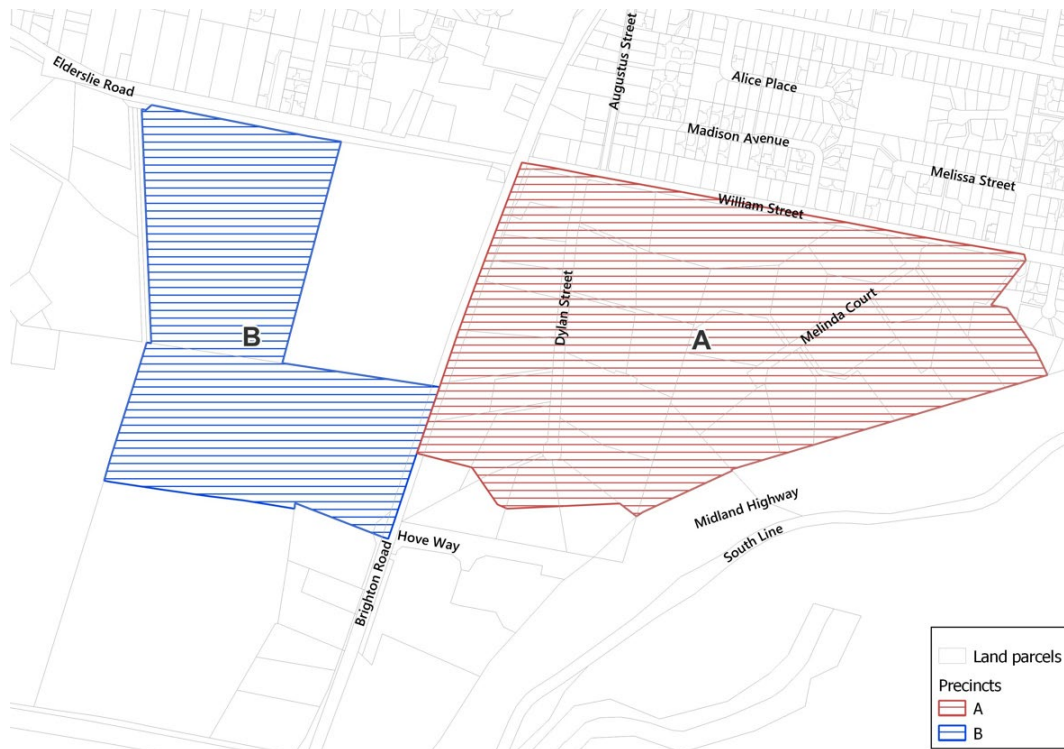 Elderslie Road
Augustus Street
Alice Place
Madison Avenue
Melissa Street
William Street
Dylan Street
Melinda Court
B
A
Midland Highway
South Line
Hove Way
Brighton Road
Land parcels
Precincts
A
B